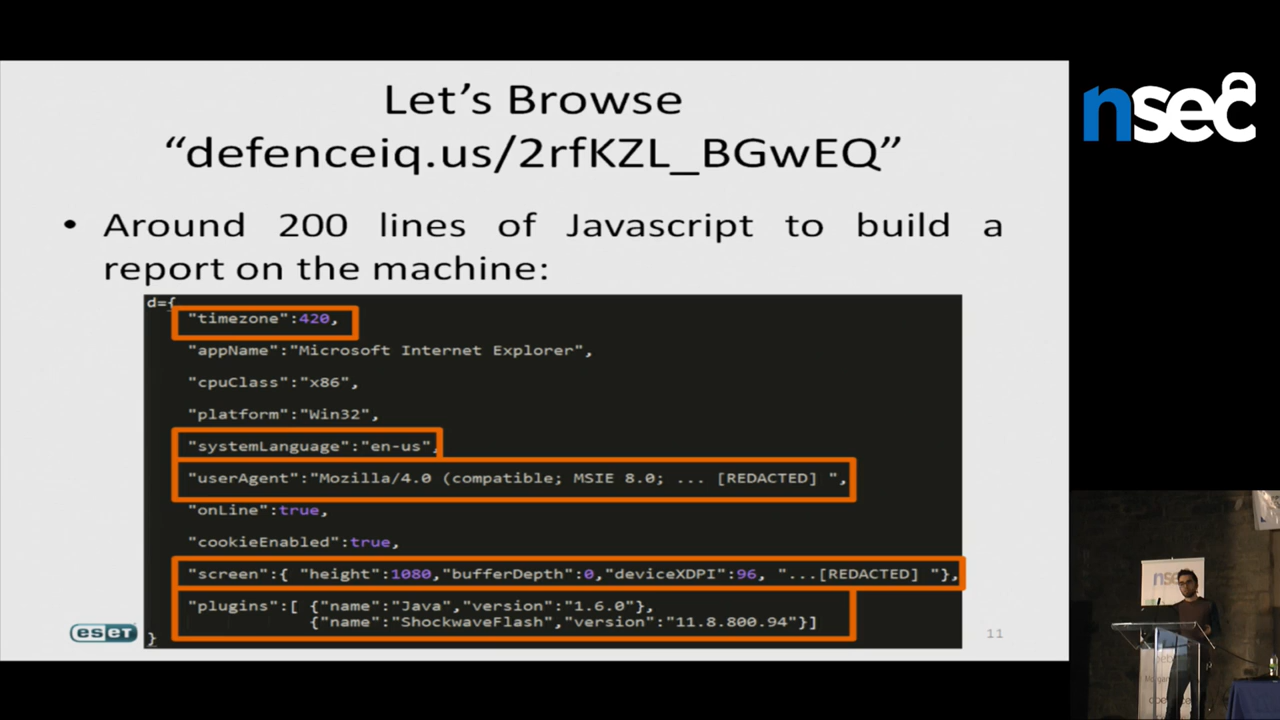 Let's Browse
“defenceiq.us/2rfKZL_BGwEQ”
• Around 200 lines of Javascript to build a
report on the machine:
d={
"timezone":420,
"appName":"Microsoft Internet Explorer",
"cpuClass":"x86",
"platform":"Win32",
"systemLanguage":"en-us",
"userAgent":"Mozilla/4.0 (compatible; MSIE 8.0; ... [REDACTED] ",
"onLine":true,
"cookieEnabled":true,
"screen":{ "height":1080,"bufferDepth":0,"deviceXDPI":96, "...[REDACTED] "},
"plugins":[ {"name":"Java","version":"1.6.0"},
{"name":"ShockwaveFlash","version":"11.8.800.94"}]
}
eset
11
nsec
nsec